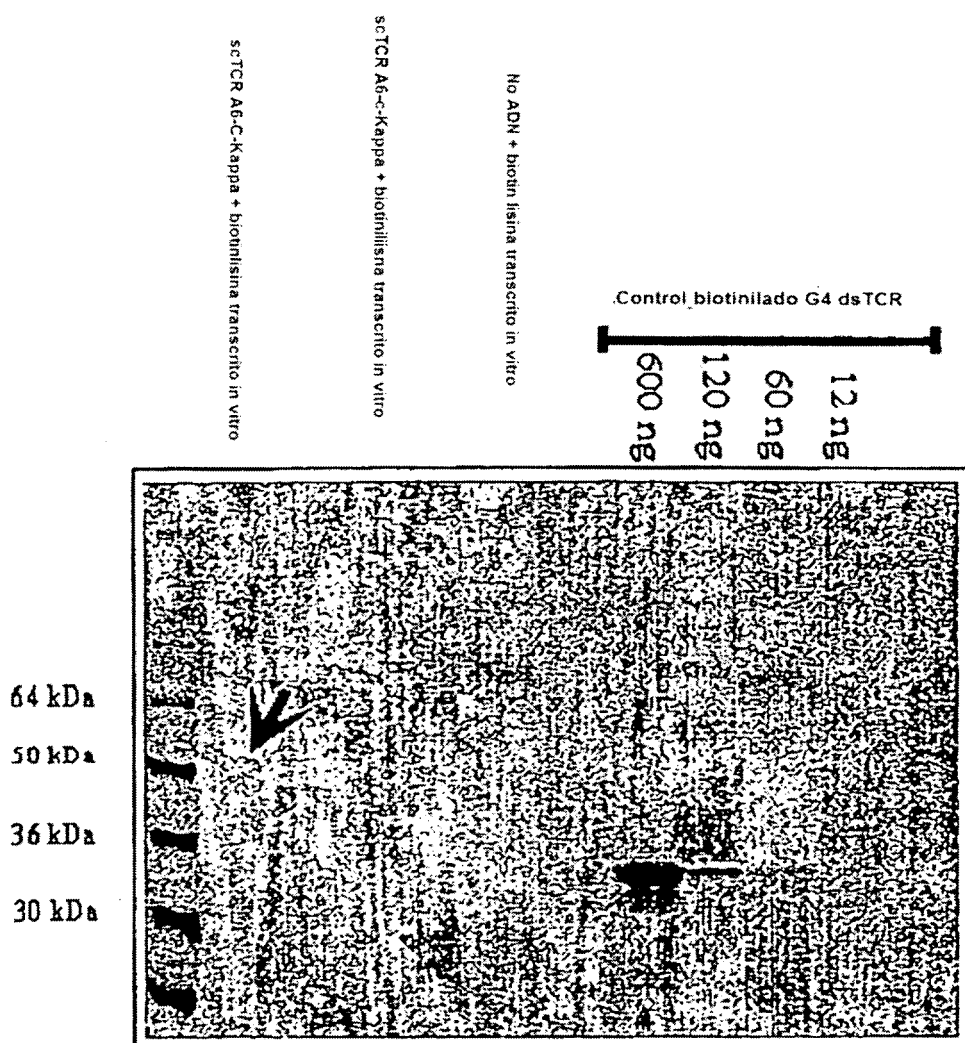 scTCR A6-C-Kappa + biotinlisina transcrito in vitro
scTCR A6-c-Kappa + biotiniliisna transcrito in vitro
No ADN + biotin lisina transcrito in vitro
.Control biotinilado G4 dsTCR
600 ng
120 ng
60 ng
12 ng
64 kDa
50 kDa
36 kDa
30 kDa